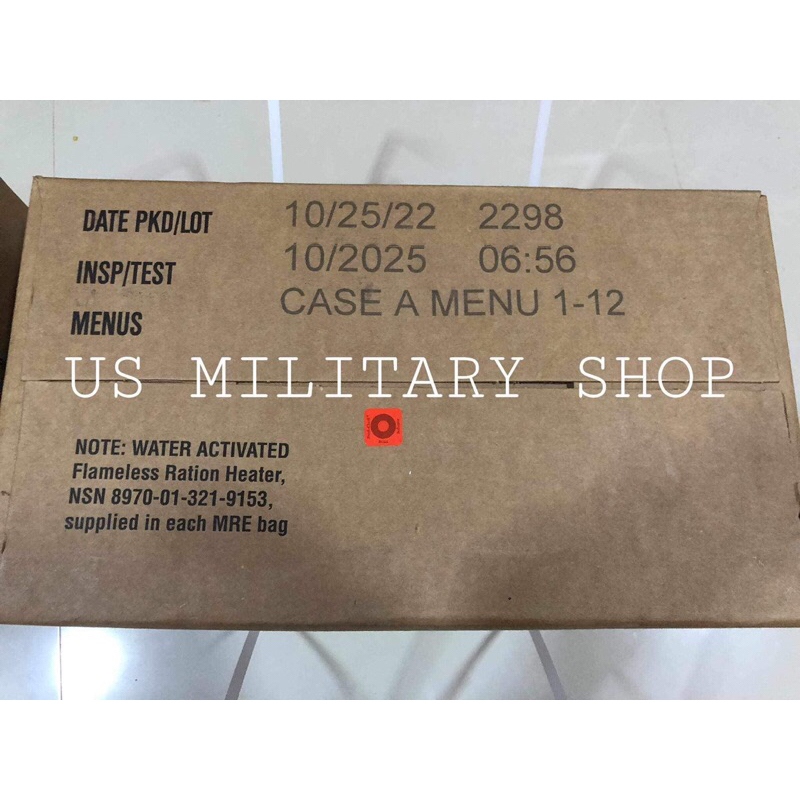 DATE PKD/LOT 10/25/22 2298
INSP/TEST 10/2025 06:56
MENUS CASE A MENU 1-12
US MILITARY SHOP
NOTE: WATER ACTIVATED
Flameless Ration Heater,
NSN 8970-01-321-9153,
supplied in each MRE bag